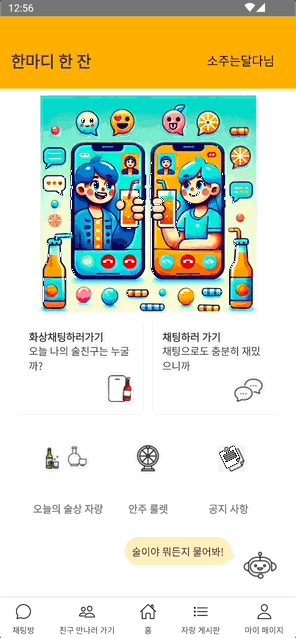 12:56
한마디 한 잔
소주는달다님
화상채팅하러가기
오늘 나의 술친구는 누굴
까?
채팅하러 가기
채팅으로도 충분히 재밌
으니까
오늘의 술상 자랑
안주 룰렛
공지 사항
술이야 뭐든지 물어봐!
채팅방
친구 만나러 가기
홈
자랑 게시판
마이 페이지